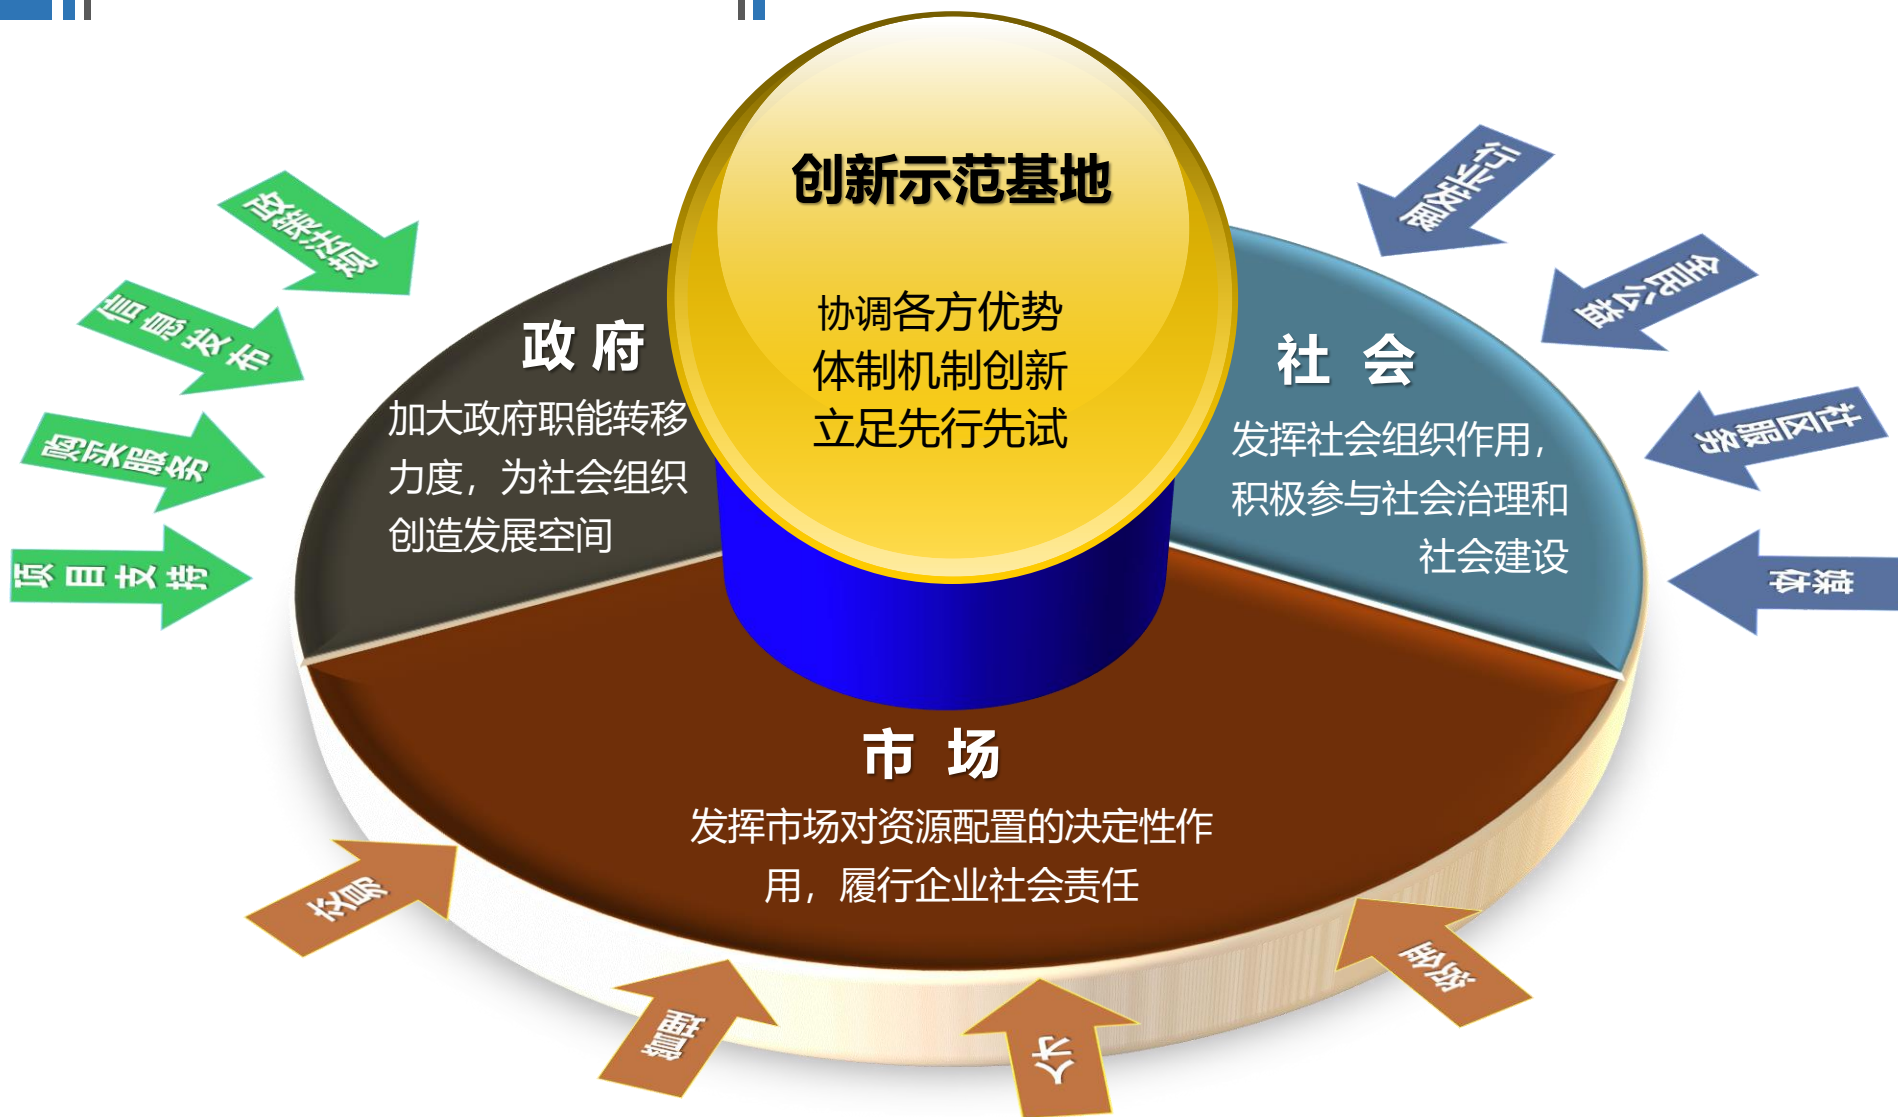 创新示范基地
协调各方优势
体制机制创新
立足先行先试
政府
加大政府职能转移
力度，为社会组织
创造发展空间
社会
发挥社会组织作用，
积极参与社会治理和
社会建设
市场
发挥市场对资源配置的决定性作
用，履行企业社会责任
政策法规
信息发布
购买服务
项目支持
行业发展
全民公益
社区服务
媒体
交易
管理
人才
资金